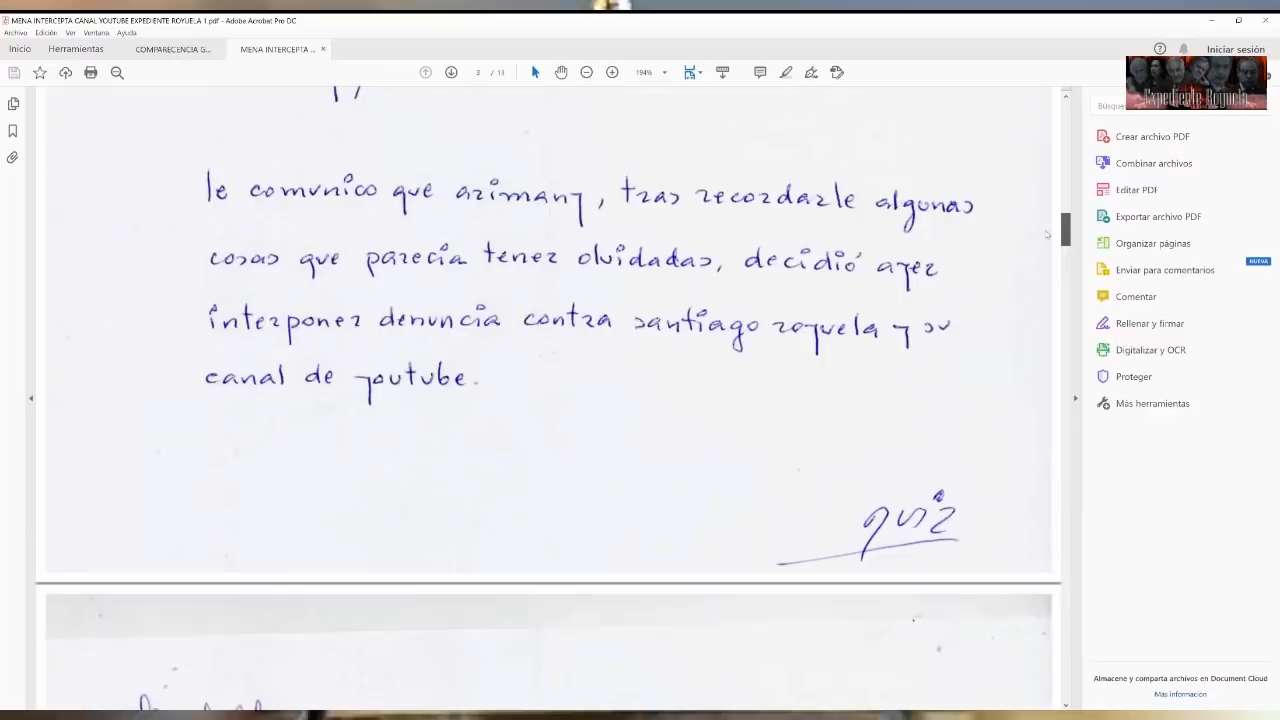 MENA INTERCEPTA CANAL YOUTUBE EXPEDIENTE ROYUELA 1.pdf - Adobe Acrobat Pro DC
Archivo Edición Ver Ventana Ayuda
Inicio Herramientas COMPARECENCIA G... MENA INTERCEPTA ... × Iniciar sesión
3 / 13 194%
Expediente Royuela
Búsque
le comunico que arimany, tras recordarle algunas
cosas que parecía tener olvidadas, decidió ayer
interponer denuncia contra santiago royuela y su
canal de youtube.
Crear archivo PDF
Combinar archivos
Editar PDF
Exportar archivo PDF
Organizar páginas
Enviar para comentarios NUEVA
Comentar
Rellenar y firmar
Digitalizar y OCR
Proteger
Más herramientas
Almacene y comparta archivos en Document Cloud
Más información